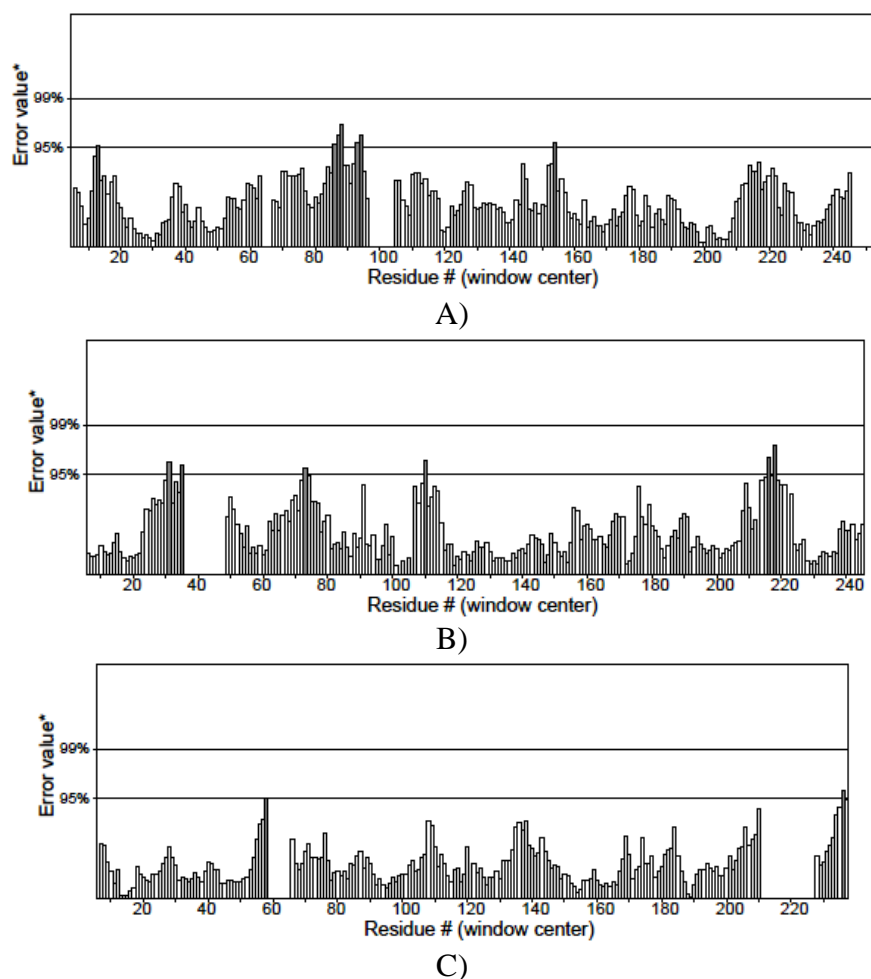 99%
95%
Error value*
20 40 60 80 100 120 140 160 180 200 220 240
Residue # (window center)
A)
99%
95%
Error value*
20 40 60 80 100 120 140 160 180 200 220 240
Residue # (window center)
B)
99%
95%
Error value*
20 40 60 80 100 120 140 160 180 200 220
Residue # (window center)
C)